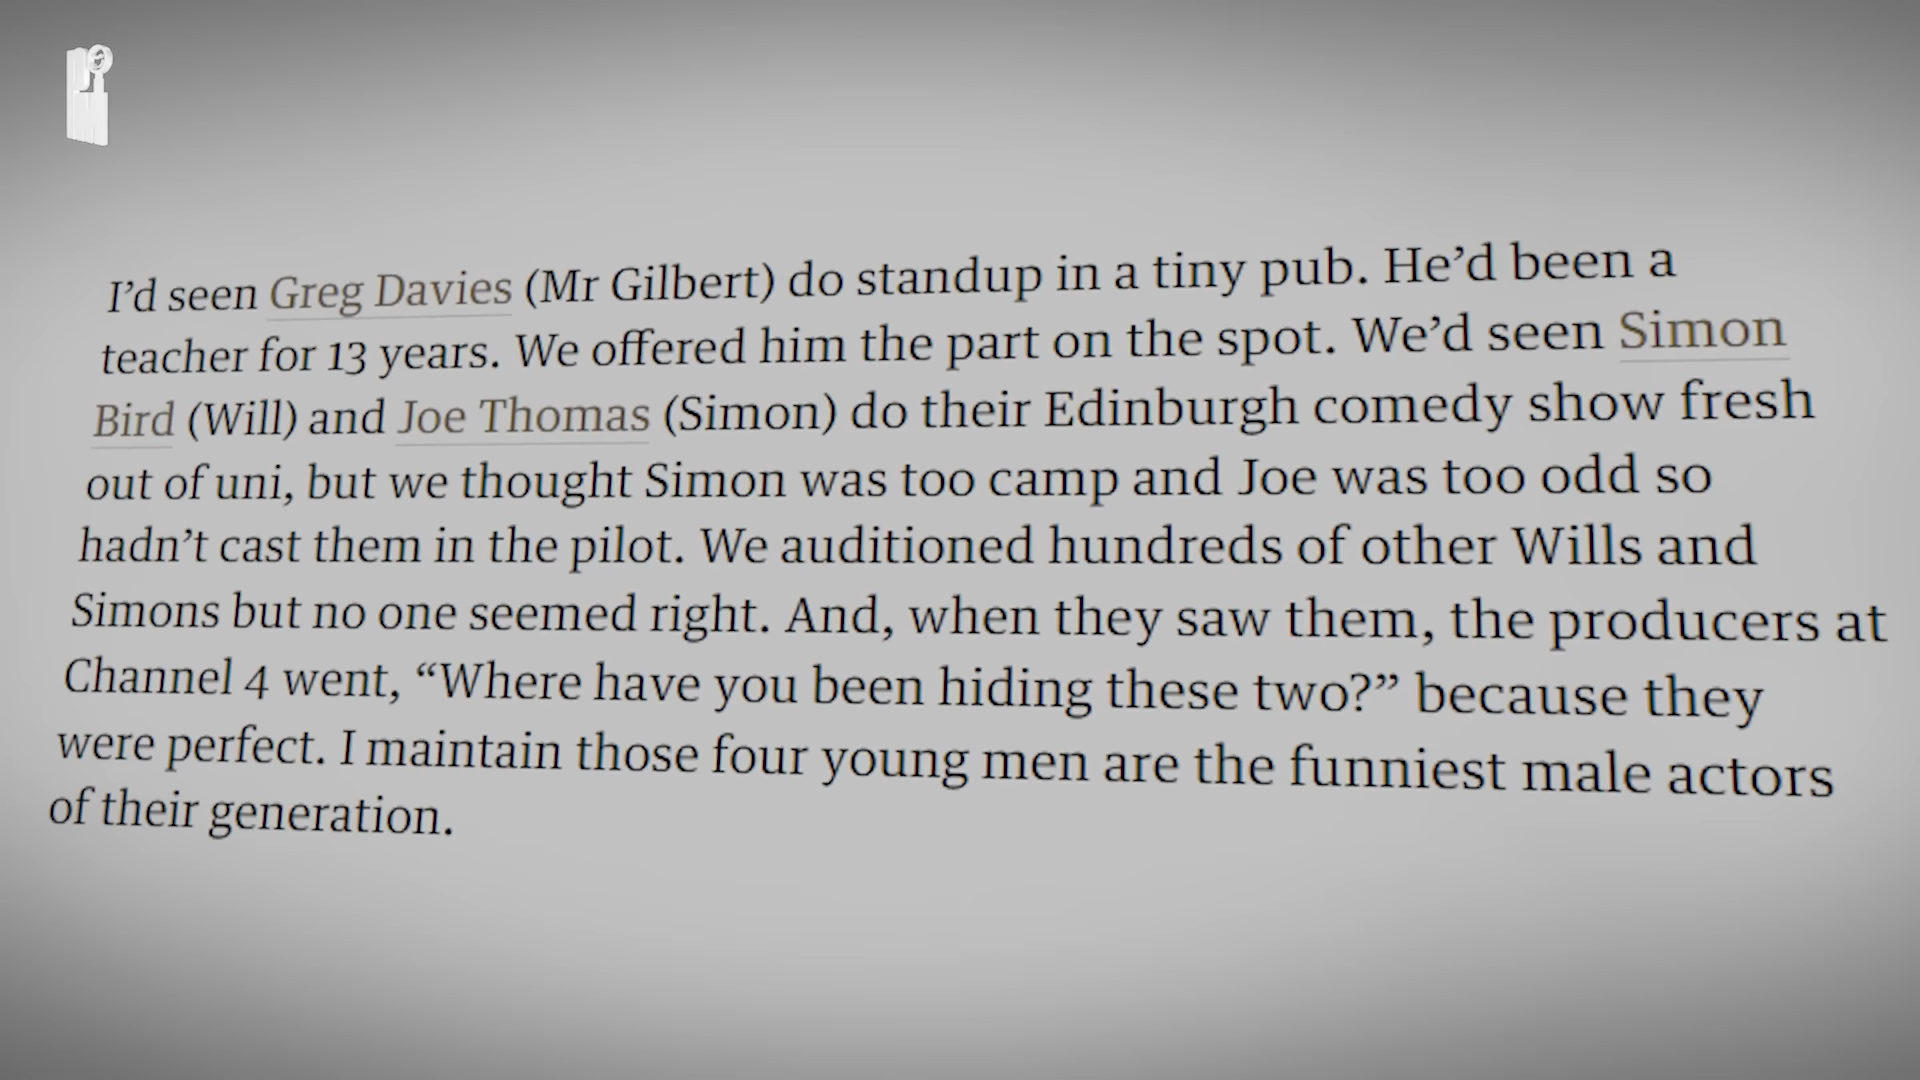 I’d seen Greg Davies (Mr Gilbert) do standup in a tiny pub. He’d been a
teacher for 13 years. We offered him the part on the spot. We’d seen Simon
Bird (Will) and Joe Thomas (Simon) do their Edinburgh comedy show fresh
out of uni, but we thought Simon was too camp and Joe was too odd so
hadn’t cast them in the pilot. We auditioned hundreds of other Wills and
Simons but no one seemed right. And, when they saw them, the producers at
Channel 4 went, “Where have you been hiding these two?” because they
were perfect. I maintain those four young men are the funniest male actors
of their generation.